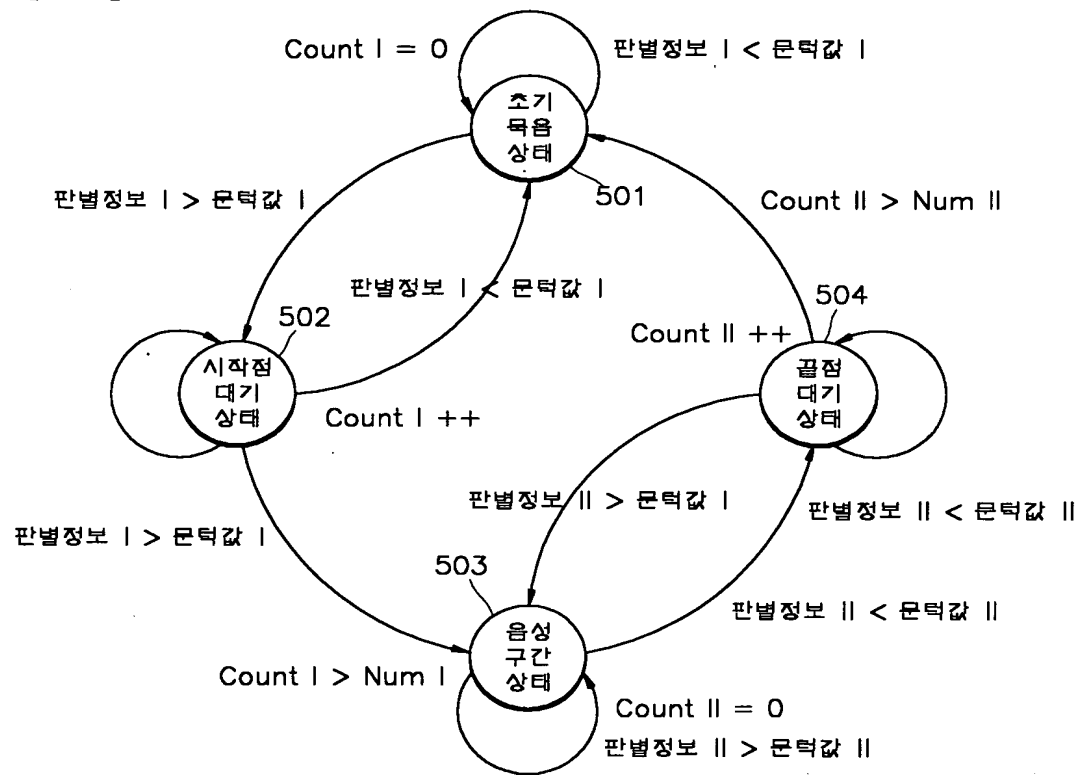 Count Ⅰ = 0
판별정보 Ⅰ < 문턱값 Ⅰ
초기
묵음
상태
501
판별정보 Ⅰ > 문턱값 Ⅰ
Count Ⅱ > Num Ⅱ
판별정보 Ⅰ < 문턱값 Ⅰ
502
504
Count Ⅱ ++
시작점
대기
상태
끝점
대기
상태
Count Ⅰ ++
판별정보 Ⅱ > 문턱값 Ⅰ
판별정보 Ⅱ < 문턱값 Ⅱ
판별정보 Ⅰ > 문턱값 Ⅰ
503
판별정보 Ⅱ < 문턱값 Ⅱ
음성
구간
상태
Count Ⅰ > Num Ⅰ
Count Ⅱ = 0
판별정보 Ⅱ > 문턱값 Ⅱ